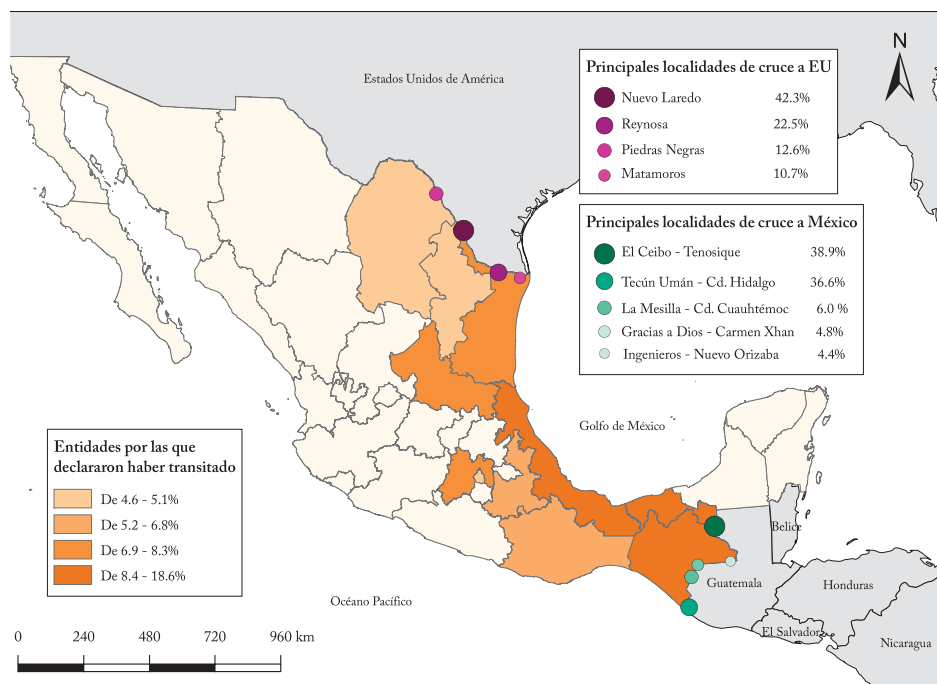 N
Estados Unidos de América
Principales localidades de cruce a EU
Nuevo Laredo 42.3%
Reynosa 22.5%
Piedras Negras 12.6%
Matamoros 10.7%
Principales localidades de cruce a México
El Ceibo - Tenosique 38.9%
Tecún Umán - Cd. Hidalgo 36.6%
La Mesilla - Cd. Cuauhtémoc 6.0 %
Gracias a Dios - Carmen Xhan 4.8%
Ingenieros - Nuevo Orizaba 4.4%
Golfo de México
Entidades por las que
declararon haber transitado
De 4.6 - 5.1%
De 5.2 - 6.8%
De 6.9 - 8.3%
De 8.4 - 18.6%
Belice
Guatemala
Honduras
Océano Pacífico
El Salvador
Nicaragua
0 240 480 720 960 km